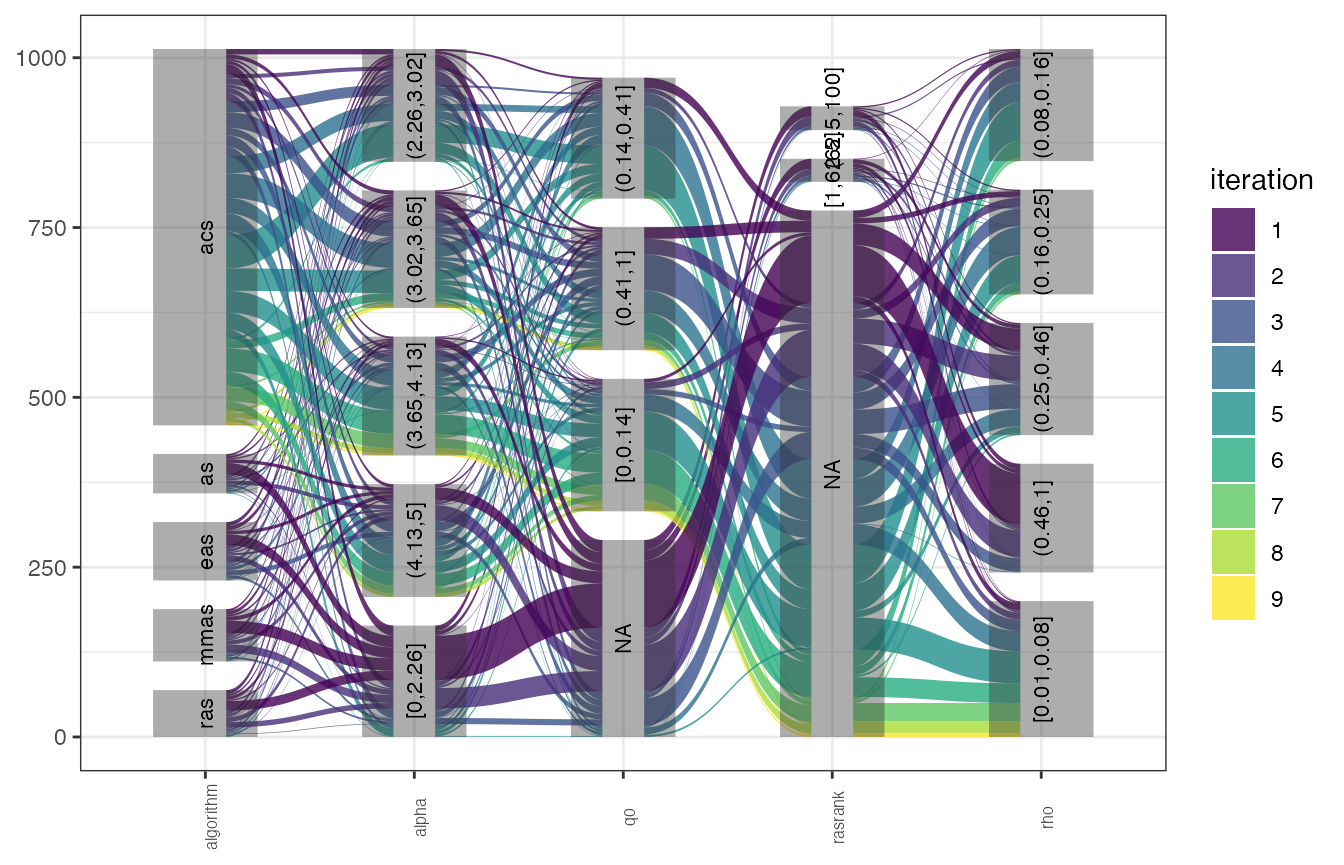 1000
750
500
250
0
acs
as
eas
mmas
ras
(2.26,3.02]
(3.02,3.65]
(3.65,4.13]
(4.13,5]
[0,2.26]
(0.14,0.41]
(0.41,1]
[0,0.14]
NA
NA
(0.08,0.16]
(0.16,0.25]
(0.25,0.46]
(0.46,1]
[0.01,0.08]
algorithm
alpha
qo
rasrank
rho
iteration
1
2
3
4
5
6
7
8
9